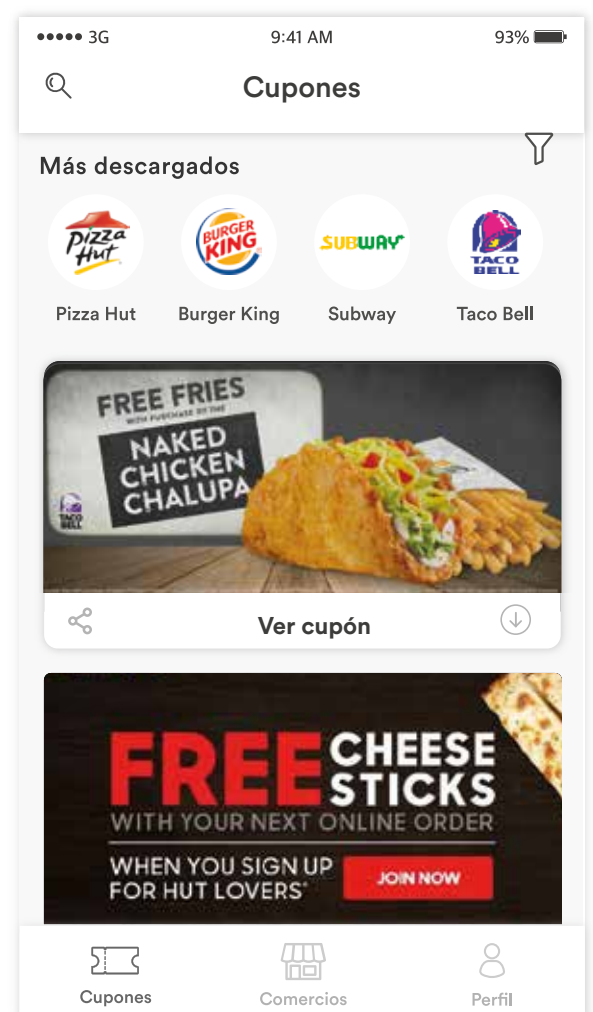 3G 9:41 AM 93%
Cupones
Más descargados
Pizza
Hut
BURGER
KING
SUBWAY
TACO
BELL
Pizza Hut Burger King Subway Taco Bell
FREE FRIES
WITH PURCHASE OF THE
NAKED
CHICKEN
CHALUPA
TACO
BELL
Ver cupón
FREE CHEESE
STICKS
WITH YOUR NEXT ONLINE ORDER
WHEN YOU SIGN UP
FOR HUT LOVERS*
JOIN NOW
Cupones Comercios Perfil